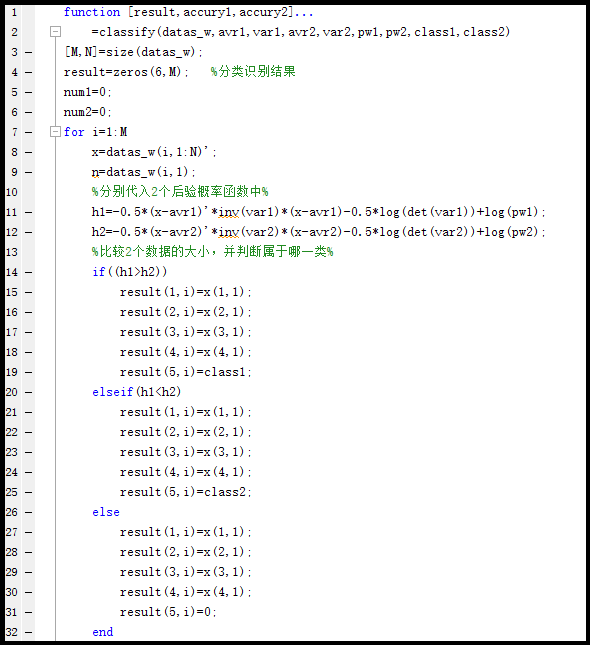 1 function [result,accury1,accury2]...
2 =classify(datas_w,avr1,var1,avr2,var2,pw1,pw2,class1,class2)
3 — [M,N]=size(datas_w);
4 — result=zeros(6,M); %分类识别结果
5 — num1=0;
6 — num2=0;
7 — for i=1:M
8 — x=datas_w(i,1:N)';
9 — n=datas_w(i,1);
10 %分别代入2个后验概率函数中%
11 — h1=-0.5*(x-avr1)'*inv(var1)*(x-avr1)-0.5*log(det(var1))+log(pw1);
12 — h2=-0.5*(x-avr2)'*inv(var2)*(x-avr2)-0.5*log(det(var2))+log(pw2);
13 %比较2个数据的大小，并判断属于哪一类%
14 — if((h1>h2))
15 — result(1,i)=x(1,1);
16 — result(2,i)=x(2,1);
17 — result(3,i)=x(3,1);
18 — result(4,i)=x(4,1);
19 — result(5,i)=class1;
20 — elseif(h1<h2)
21 — result(1,i)=x(1,1);
22 — result(2,i)=x(2,1);
23 — result(3,i)=x(3,1);
24 — result(4,i)=x(4,1);
25 — result(5,i)=class2;
26 — else
27 — result(1,i)=x(1,1);
28 — result(2,i)=x(2,1);
29 — result(3,i)=x(3,1);
30 — result(4,i)=x(4,1);
31 — result(5,i)=0;
32 — end